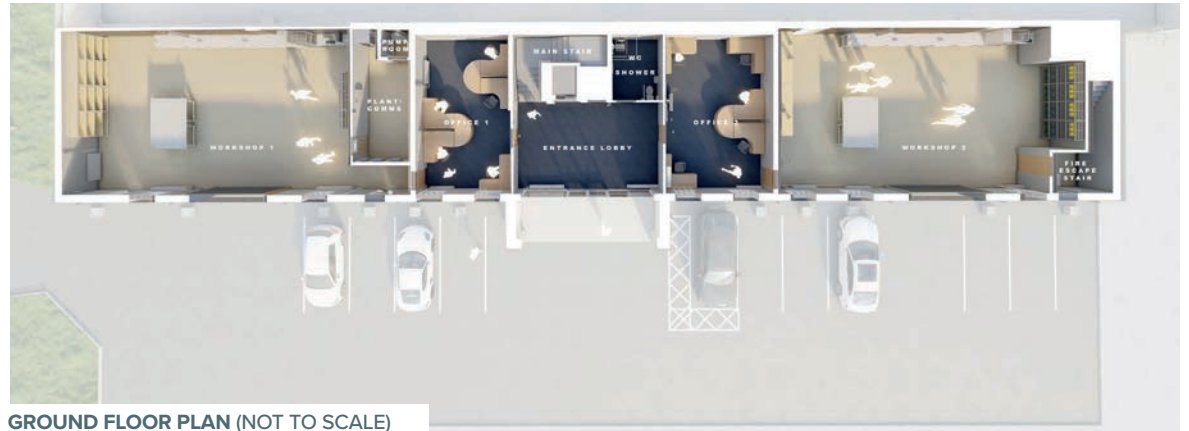 PUMP
ROOM
MAIN STAIR
WC
SHOWER
PLANT/
COMMS
OFFICE 1
OFFICE 2
WORKSHOP 1
ENTRANCE LOBBY
WORKSHOP 2
FIRE
ESCAPE
STAIR
GROUND FLOOR PLAN (NOT TO SCALE)